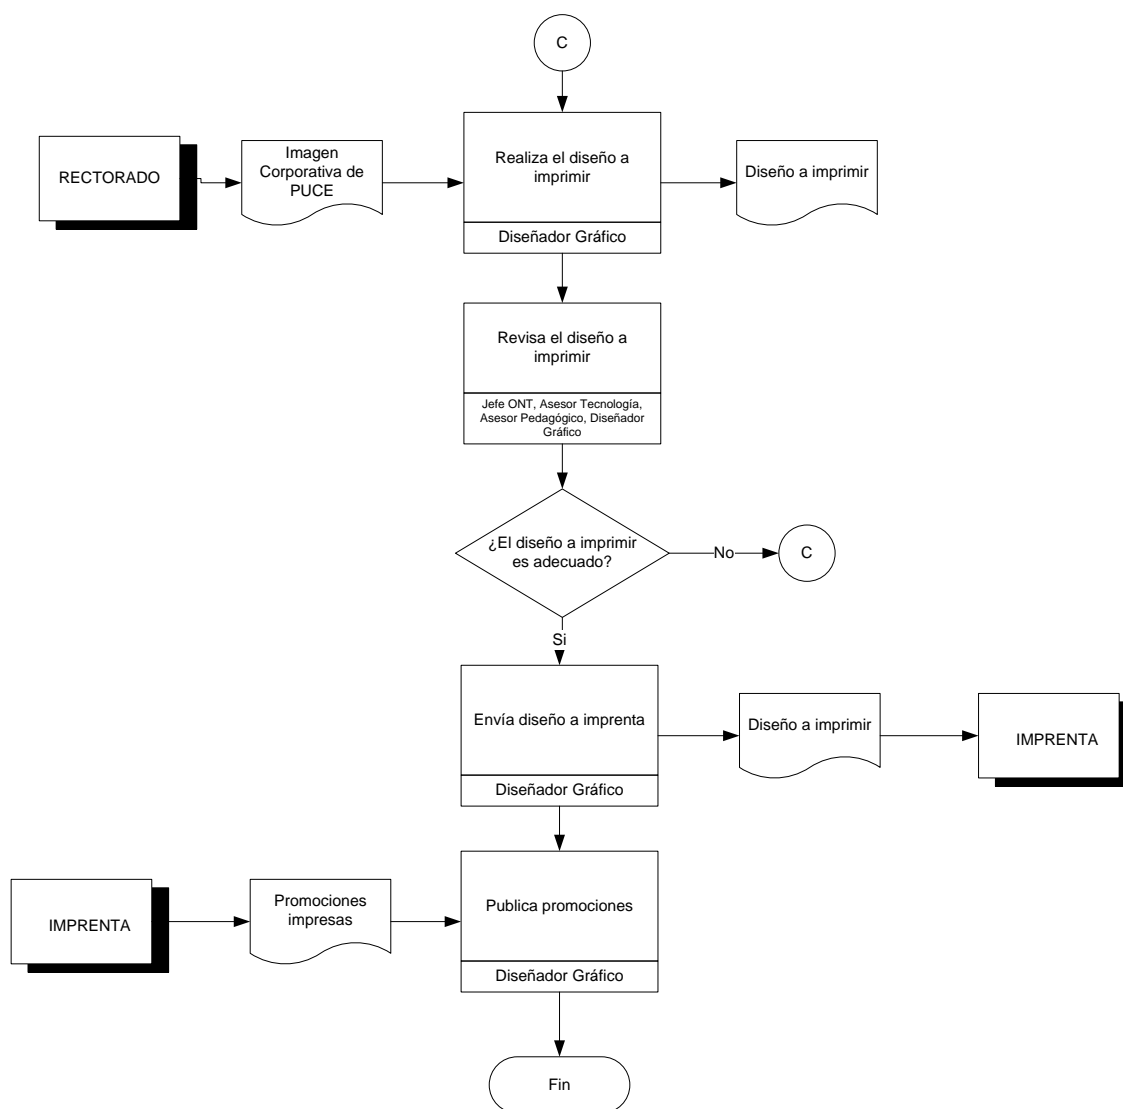 C
RECTORADO
Imagen
Corporativa de
PUCE
Realiza el diseño a
imprimir
Diseñador Gráfico
Diseño a imprimir
Revisa el diseño a
imprimir
Jefe ONT, Asesor Tecnología,
Asesor Pedagógico, Diseñador
Gráfico
¿El diseño a imprimir
es adecuado?
No
C
Si
Envía diseño a imprenta
Diseñador Gráfico
Diseño a imprimir
IMPRENTA
IMPRENTA
Promociones
impresas
Publica promociones
Diseñador Gráfico
Fin